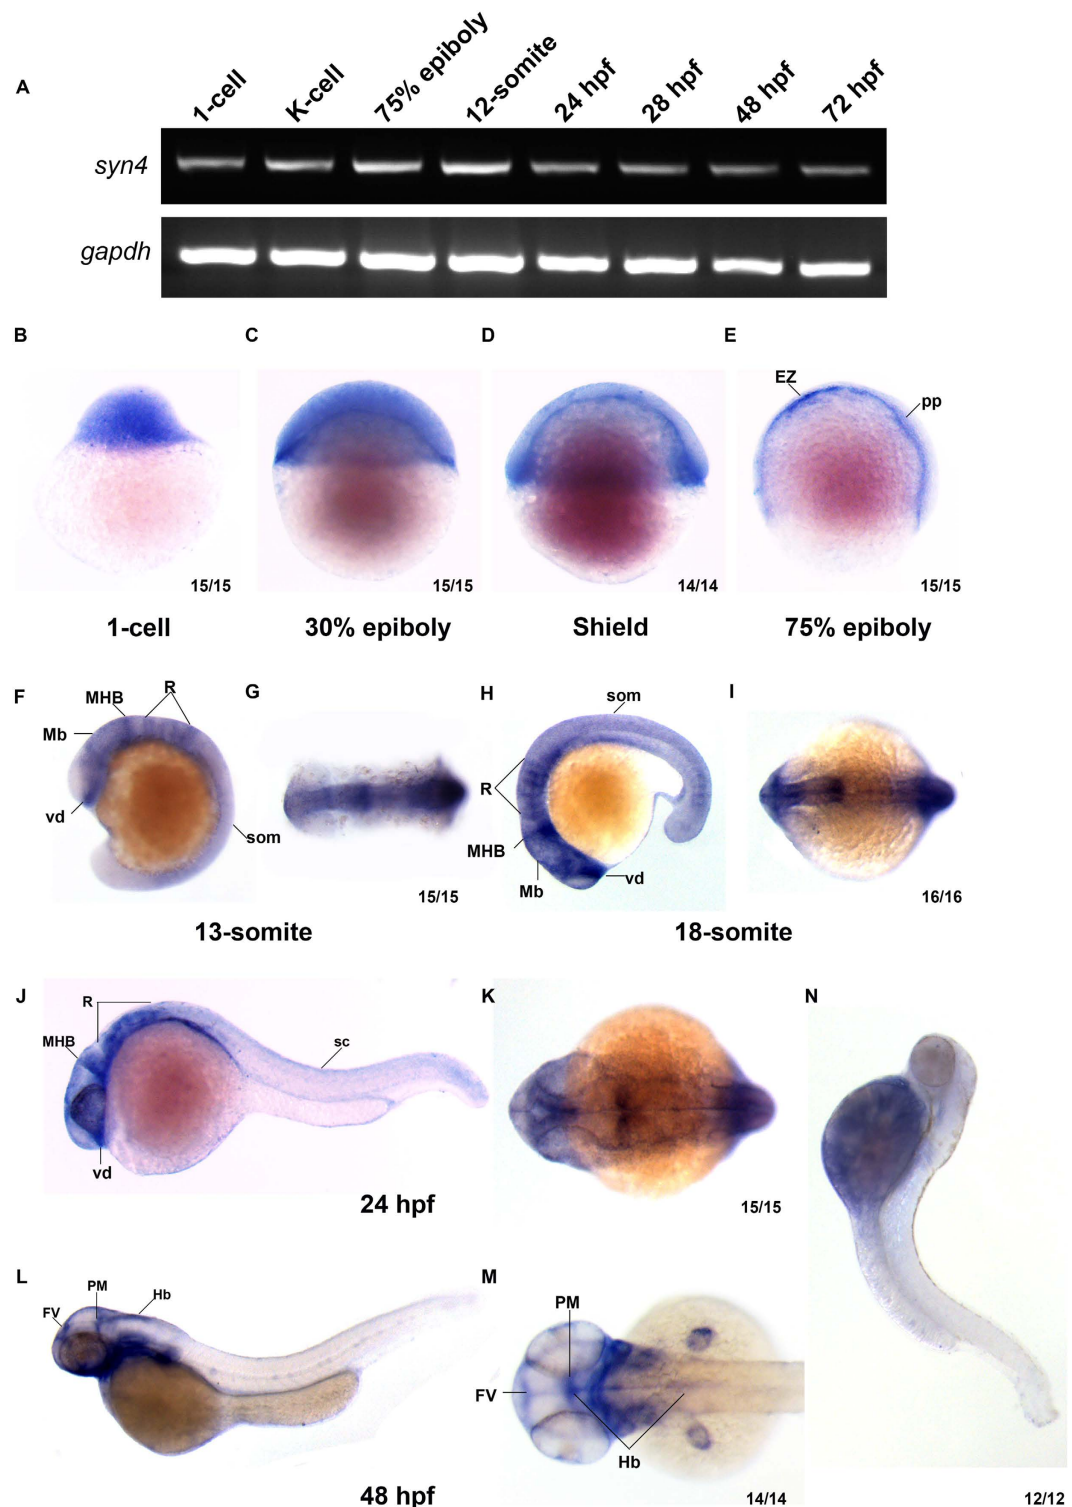 A
1-cell
K-cell
75% epiboly
12-somite
24 hpf
28 hpf
48 hpf
72 hpf
syn4
gapdh
B
C
D
E
EZ
pp
15/15
15/15
14/14
15/15
1-cell
30% epiboly
Shield
75% epiboly
F
MHB
R
Mb
vd
som
G
15/15
H
som
R
MHB
Mb
vd
I
16/16
13-somite
18-somite
J
R
MHB
sc
vd
K
15/15
N
24 hpf
L
PM
Hb
FV
M
PM
FV
Hb
48 hpf
14/14
12/12